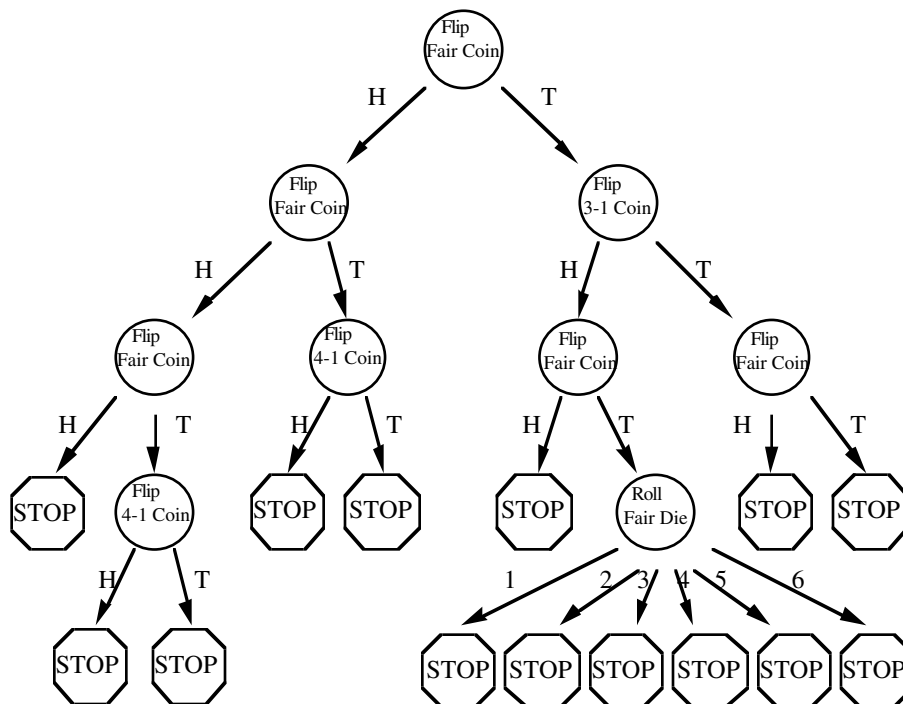 Flip
Fair Coin
H T
Flip
Fair Coin
Flip
3-1 Coin
H T H T
Flip
Fair Coin
Flip
4-1 Coin
Flip
Fair Coin
Flip
Fair Coin
H T H T H T H T
STOP
Flip
4-1 Coin
STOP
STOP
STOP
Roll
Fair Die
STOP
STOP
H T 1 2 3 4 5 6
STOP
STOP
STOP
STOP
STOP
STOP
STOP
STOP